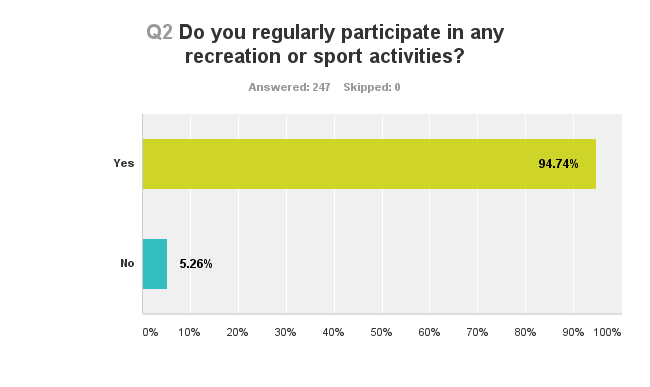 Q2 Do you regularly participate in any
recreation or sport activities?
Answered: 247 Skipped: 0
Yes
94.74%
No
5.26%
0% 10% 20% 30% 40% 50% 60% 70% 80% 90% 100%